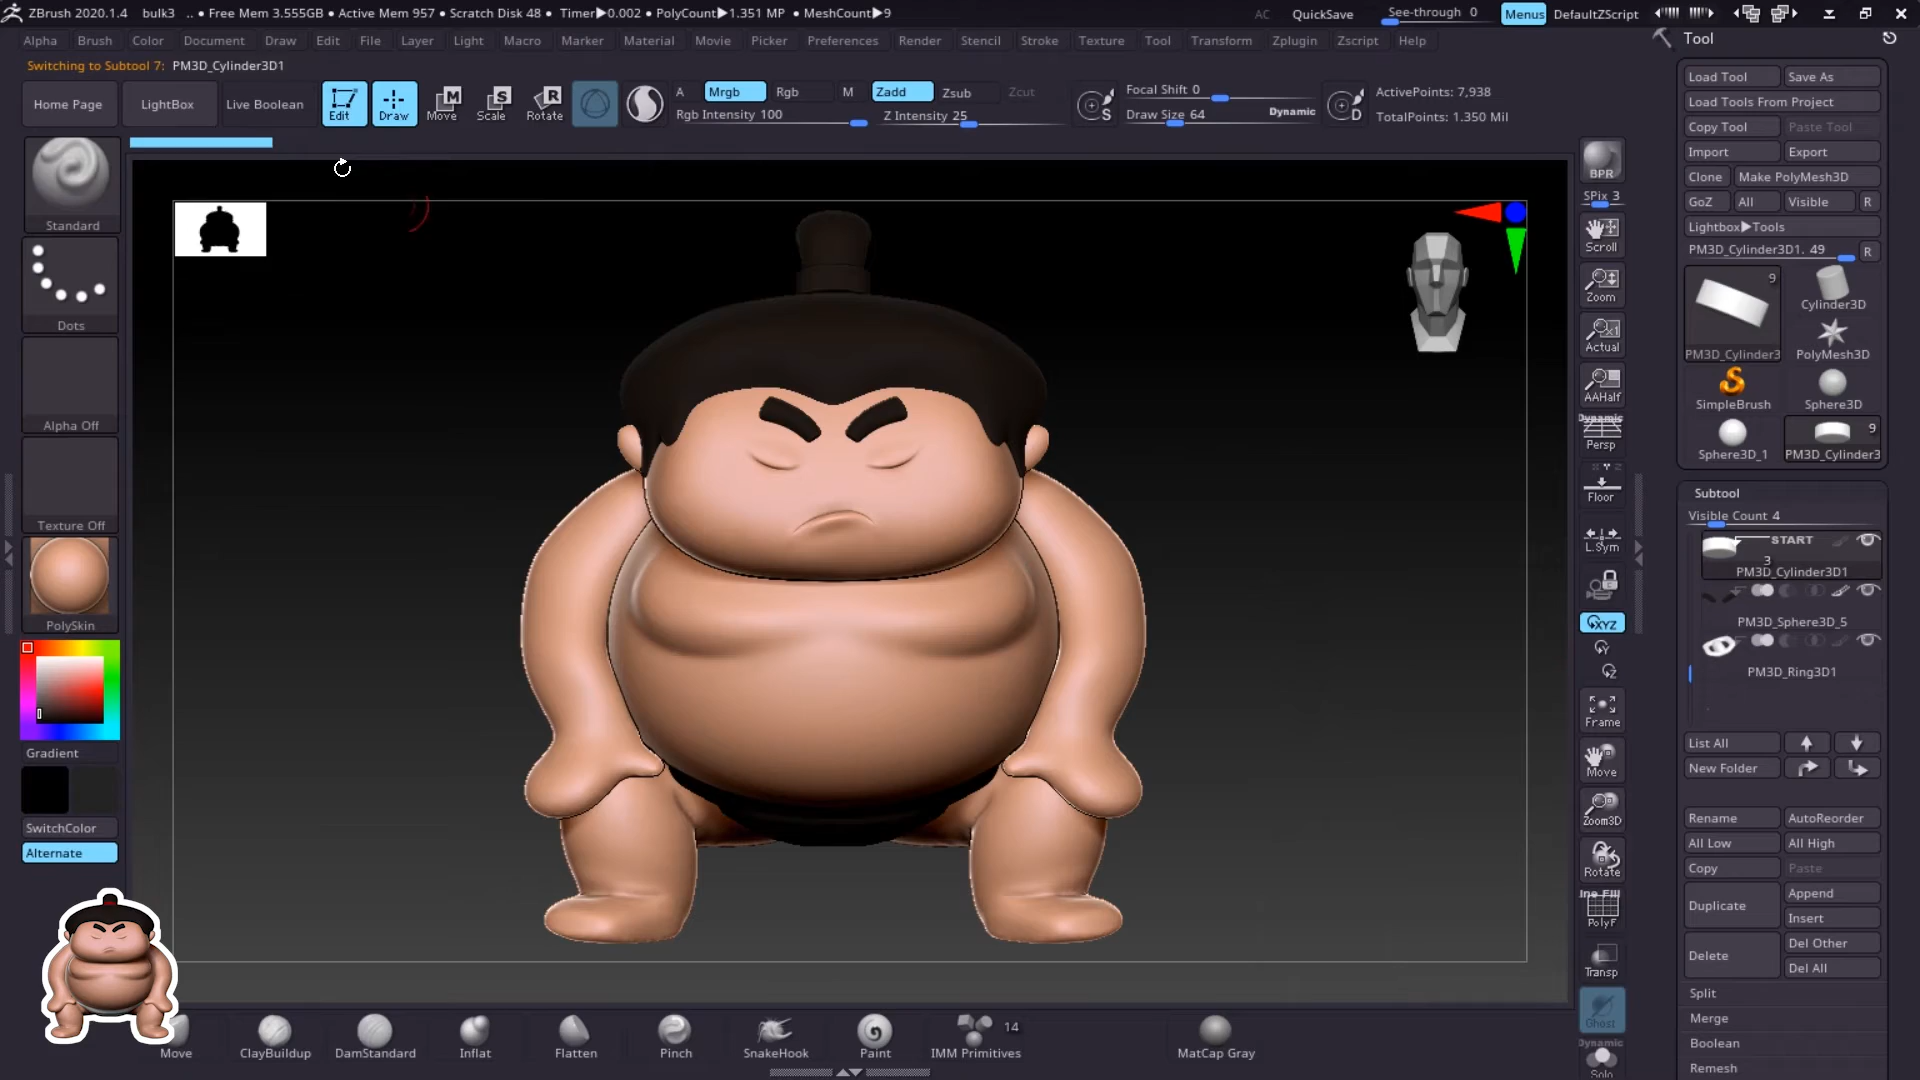 ZBrush 2020.1.4 bulk3 .. • Free Mem 3.555GB • Active Mem 957 • Scratch Disk 48 • Timer▶0.002 • PolyCount▶1.351 MP • MeshCount▶9 AC QuickSave See-through 0 Menus DefaultZScript
Alpha Brush Color Document Draw Edit File Layer Light Macro Marker Material Movie Picker Preferences Render Stencil Stroke Texture Tool Transform Zplugin Zscript Help
Switching to Subtool 7: PM3D_Cylinder3D1
Home Page LightBox Live Boolean Edit Draw Move Scale Rotate
A Mrgb Rgb M Zadd Zsub Zcut
Rgb Intensity 100 Z Intensity 25
Focal Shift 0
Draw Size 64 Dynamic
ActivePoints: 7,938
TotalPoints: 1.350 Mil
Standard
Dots
Alpha Off
Texture Off
PolySkin
Gradient
SwitchColor
Alternate
BPR
SPix 3
Scroll
Zoom
Actual
AAHalf
Dynamic
Persp
Floor
L.Sym
XYZ
Y
Z
Frame
Move
Zoom3D
Rotate
Line Fill
PolyF
Transp
Ghost
Dynamic
Solo
Tool
Load Tool Save As
Load Tools From Project
Copy Tool Paste Tool
Import Export
Clone Make PolyMesh3D
GoZ All Visible R
Lightbox▶Tools
PM3D_Cylinder3D1. 49 R
9
PM3D_Cylinder3 Cylinder3D
PolyMesh3D
SimpleBrush Sphere3D
Sphere3D_1 9 PM3D_Cylinder3
Subtool
Visible Count 4
START
3
PM3D_Cylinder3D1
PM3D_Sphere3D_5
PM3D_Ring3D1
List All
New Folder
Rename AutoReorder
All Low All High
Copy Paste
Duplicate Append
Insert
Delete Del Other
Del All
Split
Merge
Boolean
Remesh
Move ClayBuildup DamStandard Inflat Flatten Pinch SnakeHook Paint IMM Primitives 14 MatCap Gray